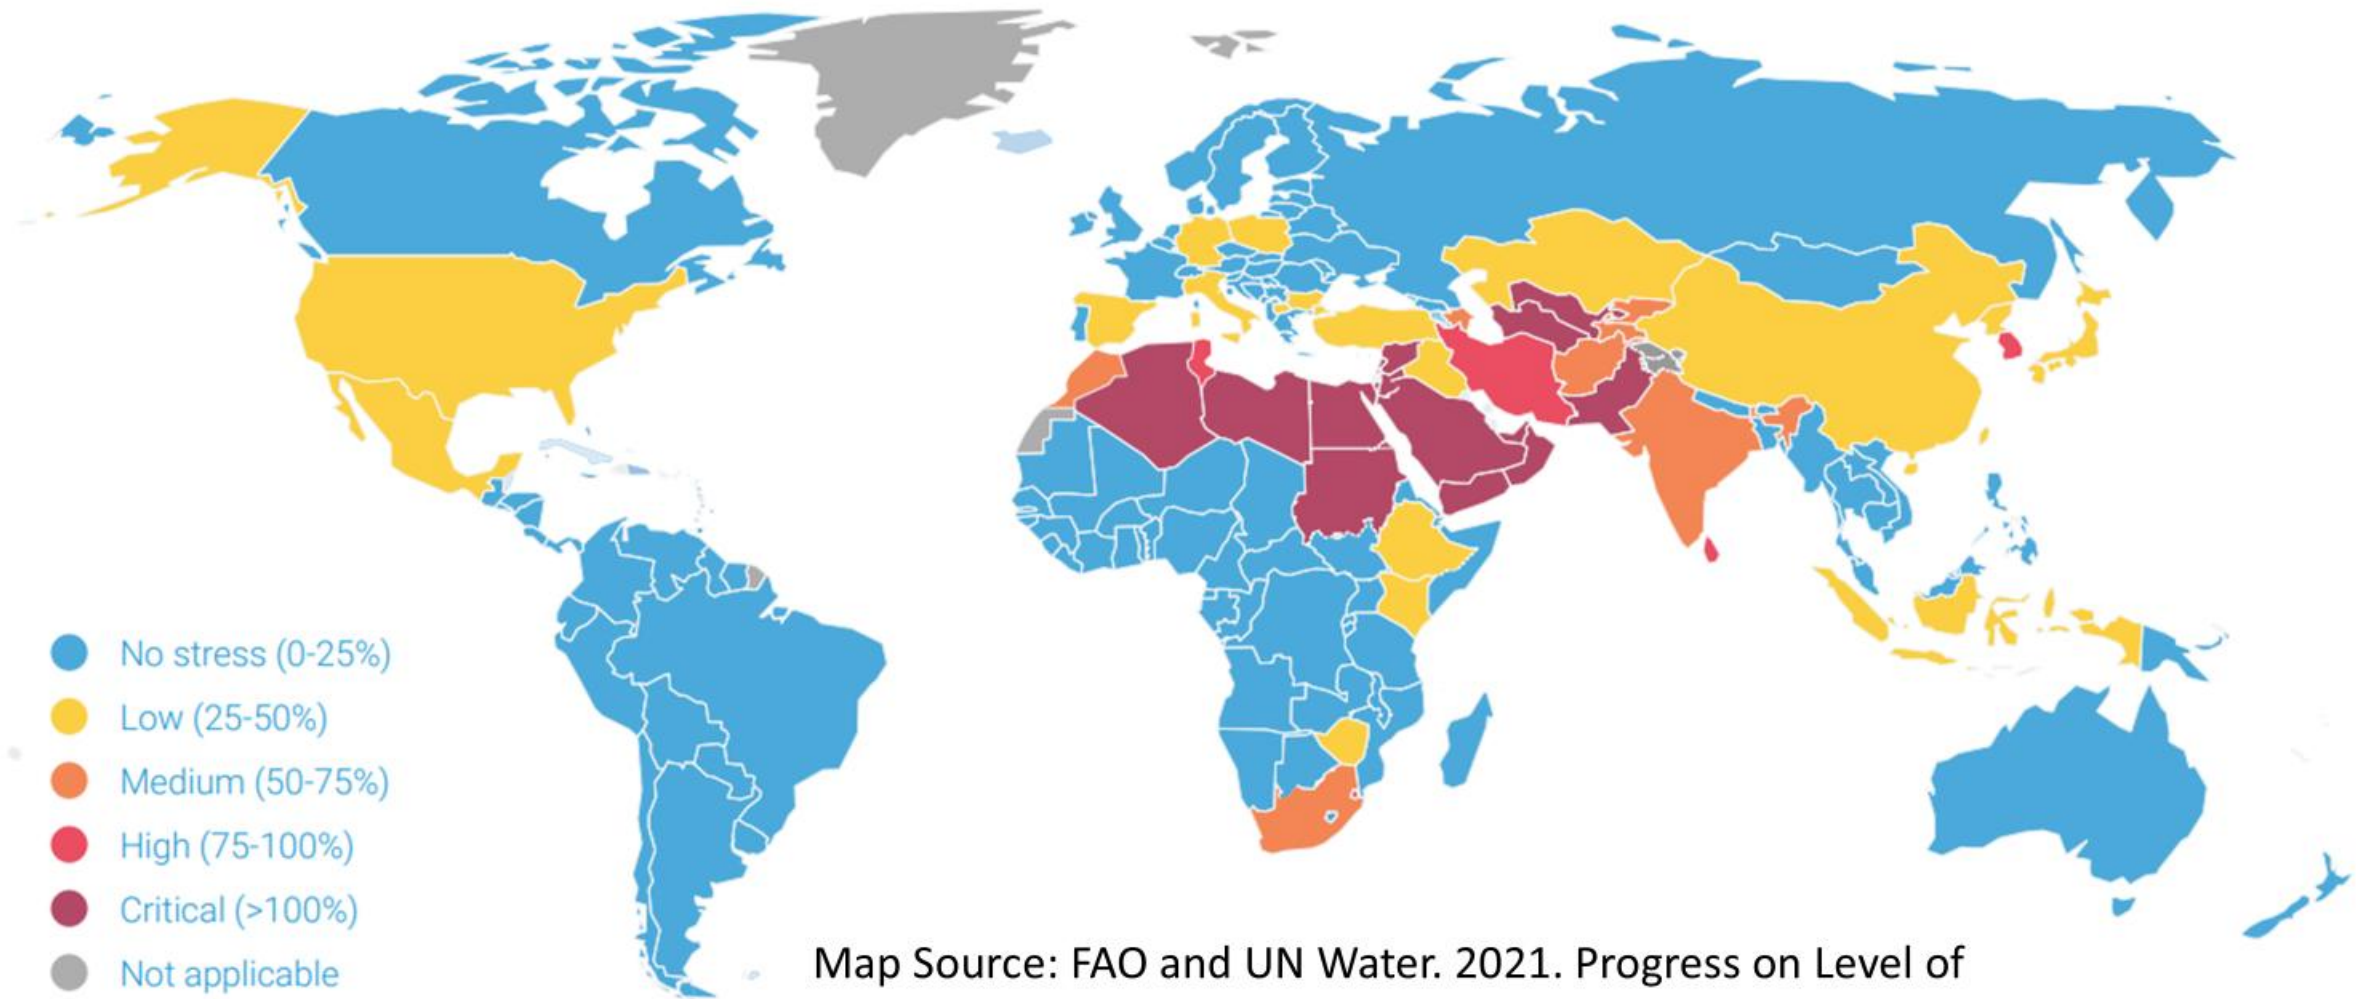 No stress (0-25%)
Low (25-50%)
Medium (50-75%)
High (75-100%)
Critical (>100%)
Not applicable
Map Source: FAO and UN Water. 2021. Progress on Level of